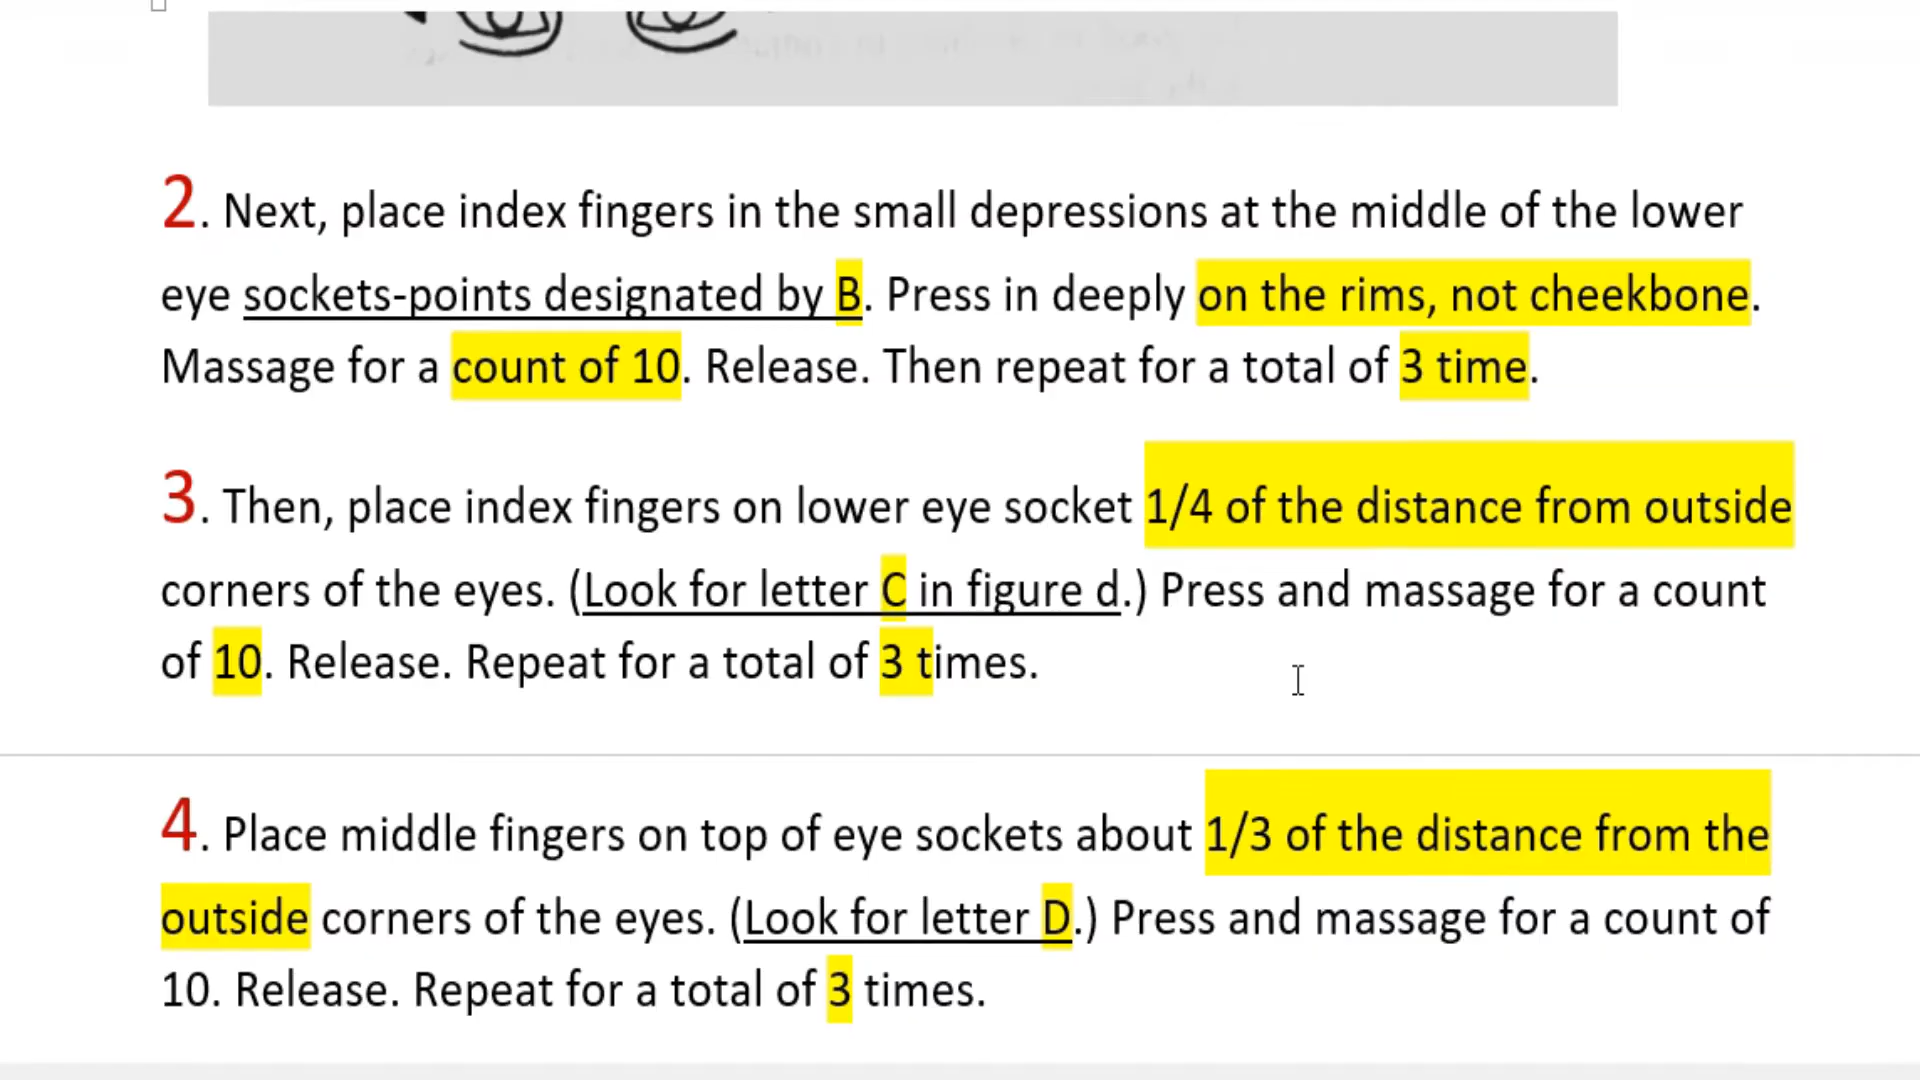 2. Next, place index fingers in the small depressions at the middle of the lower
eye sockets-points designated by B. Press in deeply on the rims, not cheekbone.
Massage for a count of 10. Release. Then repeat for a total of 3 time.
3. Then, place index fingers on lower eye socket 1/4 of the distance from outside
corners of the eyes. (Look for letter C in figure d.) Press and massage for a count
of 10. Release. Repeat for a total of 3 times.
4. Place middle fingers on top of eye sockets about 1/3 of the distance from the
outside corners of the eyes. (Look for letter D.) Press and massage for a count of
10. Release. Repeat for a total of 3 times.